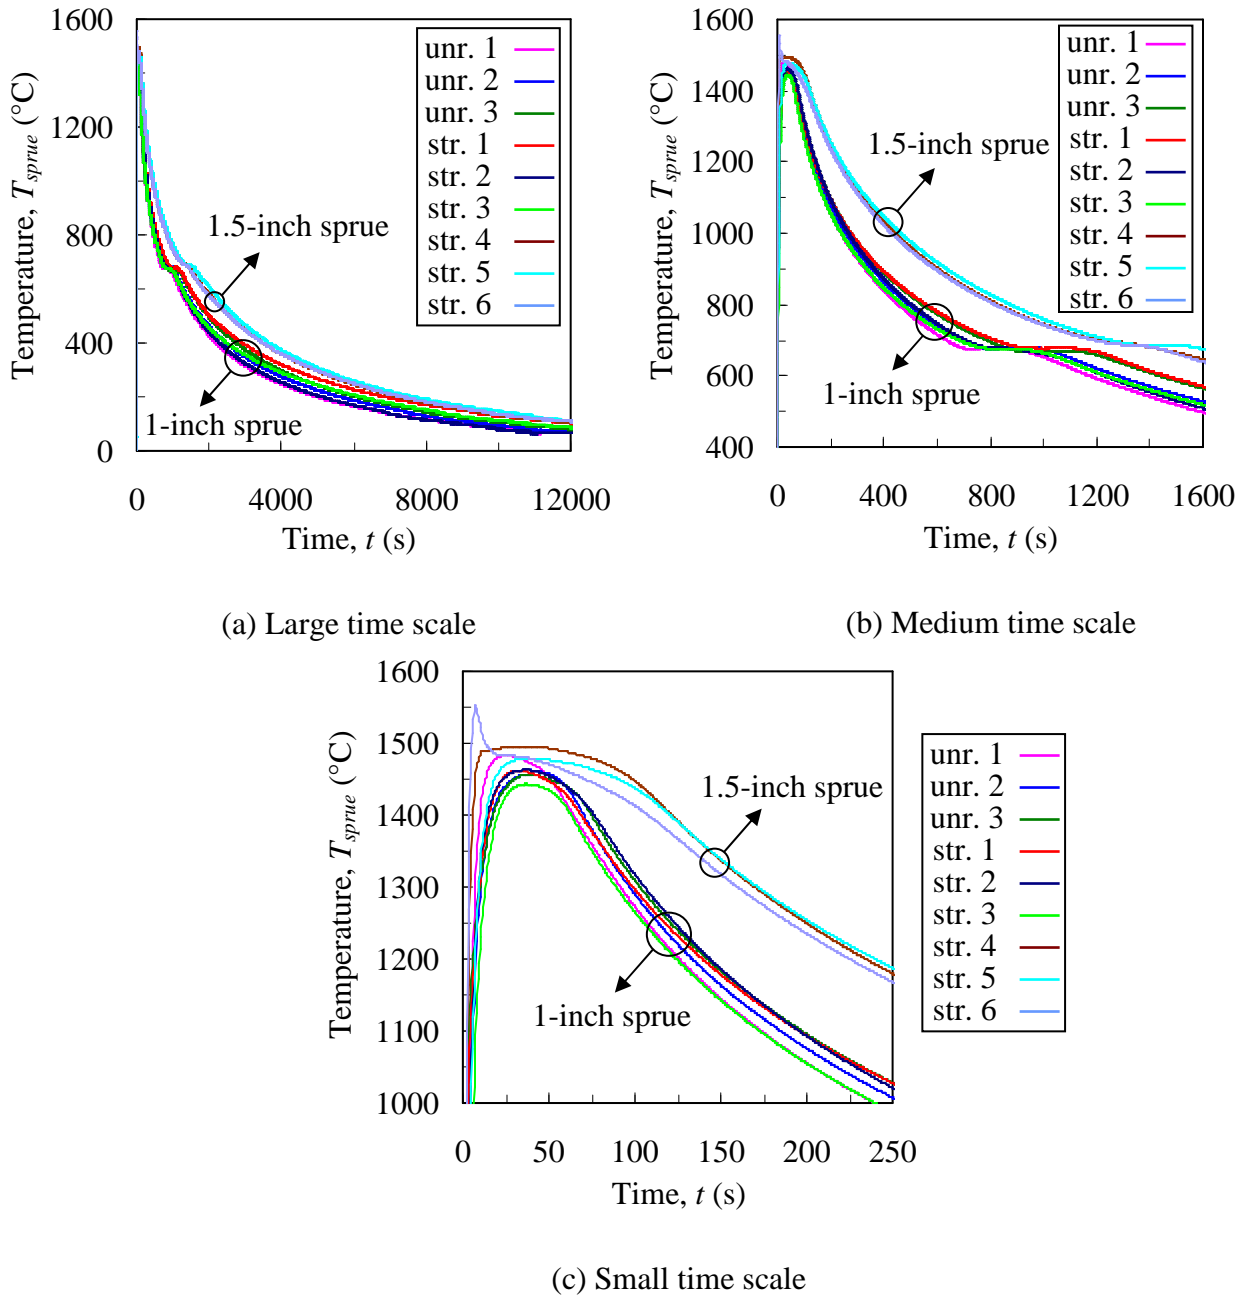 Temperature, T_sprue (°C)
1600
1200
800
400
0
unr. 1
unr. 2
unr. 3
str. 1
str. 2
str. 3
str. 4
str. 5
str. 6
1.5-inch sprue
1-inch sprue
0 4000 8000 12000
Time, t (s)
(a) Large time scale
Temperature, T_sprue (°C)
1600
1400
1200
1000
800
600
400
unr. 1
unr. 2
unr. 3
str. 1
str. 2
str. 3
str. 4
str. 5
str. 6
1.5-inch sprue
1-inch sprue
0 400 800 1200 1600
Time, t (s)
(b) Medium time scale
Temperature, T_sprue (°C)
1600
1500
1400
1300
1200
1100
1000
1.5-inch sprue
1-inch sprue
unr. 1
unr. 2
unr. 3
str. 1
str. 2
str. 3
str. 4
str. 5
str. 6
0 50 100 150 200 250
Time, t (s)
(c) Small time scale